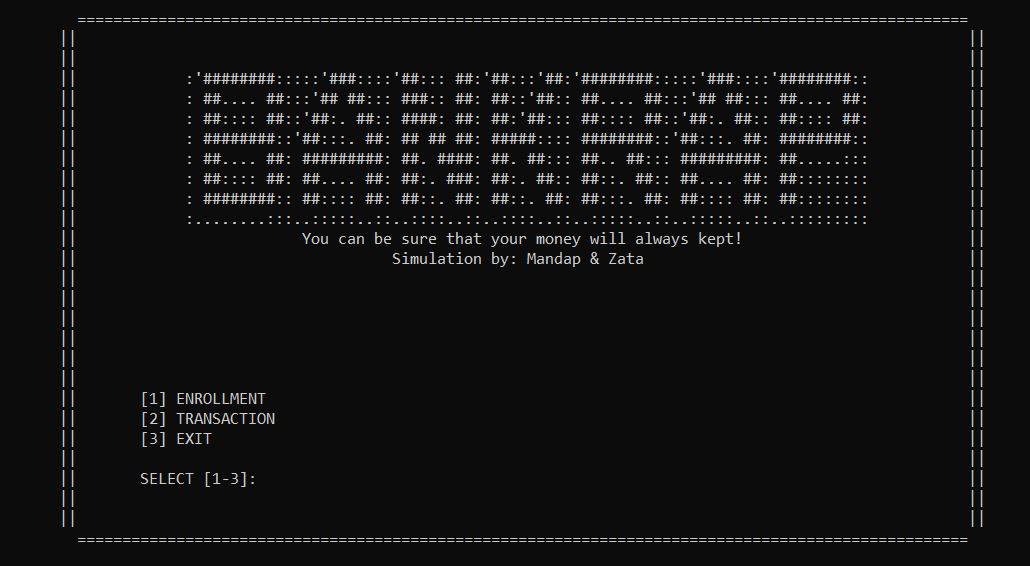 BANKRAP
You can be sure that your money will always kept!
Simulation by: Mandap & Zata
[1] ENROLLMENT
[2] TRANSACTION
[3] EXIT
SELECT [1-3]: